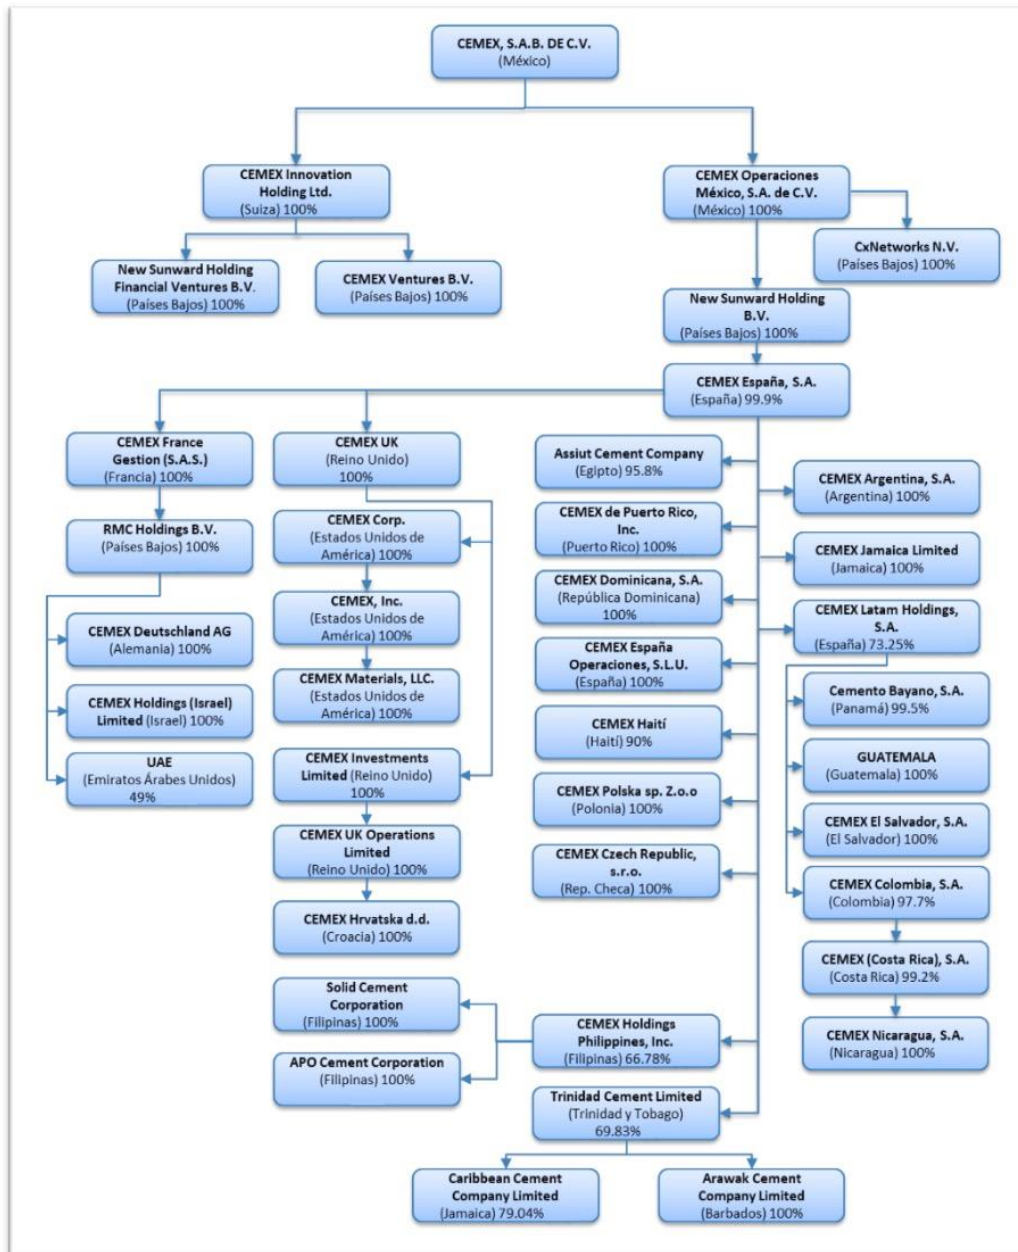 CEMEX, S.A.B. DE C.V.
(México)
CEMEX Innovation
Holding Ltd.
(Suiza) 100%
CEMEX Operaciones
México, S.A. de C.V.
(México) 100%
New Sunward Holding
Financial Ventures B.V.
(Países Bajos) 100%
CEMEX Ventures B.V.
(Países Bajos) 100%
CxNetworks N.V.
(Países Bajos) 100%
New Sunward Holding
B.V.
(Países Bajos) 100%
CEMEX España, S.A.
(España) 99.9%
CEMEX France
Gestion (S.A.S.)
(Francia) 100%
RMC Holdings B.V.
(Países Bajos) 100%
CEMEX Deutschland AG
(Alemania) 100%
CEMEX Holdings (Israel)
Limited (Israel) 100%
UAE
(Emiratos Árabes Unidos)
49%
CEMEX UK
(Reino Unido)
100%
CEMEX Corp.
(Estados Unidos de
América) 100%
CEMEX, Inc.
(Estados Unidos de
América) 100%
CEMEX Materials, LLC.
(Estados Unidos de
América) 100%
CEMEX Investments
Limited (Reino Unido)
100%
CEMEX UK Operations
Limited
(Reino Unido) 100%
CEMEX Hrvatska d.d.
(Croacia) 100%
Solid Cement
Corporation
(Filipinas) 100%
APO Cement Corporation
(Filipinas) 100%
Assiut Cement Company
(Egipto) 95.8%
CEMEX de Puerto Rico,
Inc.
(Puerto Rico) 100%
CEMEX Dominicana, S.A.
(República Dominicana)
100%
CEMEX España
Operaciones, S.L.U.
(España) 100%
CEMEX Haití
(Haití) 90%
CEMEX Polska sp. Z.o.o
(Polonia) 100%
CEMEX Czech Republic,
s.r.o.
(Rep. Checa) 100%
CEMEX Holdings
Philippines, Inc.
(Filipinas) 66.78%
Trinidad Cement Limited
(Trinidad y Tobago)
69.83%
Caribbean Cement
Company Limited
(Jamaica) 79.04%
Arawak Cement
Company Limited
(Barbados) 100%
CEMEX Argentina, S.A.
(Argentina) 100%
CEMEX Jamaica Limited
(Jamaica) 100%
CEMEX Latam Holdings,
S.A.
(España) 73.25%
Cemento Bayano, S.A.
(Panamá) 99.5%
GUATEMALA
(Guatemala) 100%
CEMEX El Salvador, S.A.
(El Salvador) 100%
CEMEX Colombia, S.A.
(Colombia) 97.7%
CEMEX (Costa Rica), S.A.
(Costa Rica) 99.2%
CEMEX Nicaragua, S.A.
(Nicaragua) 100%